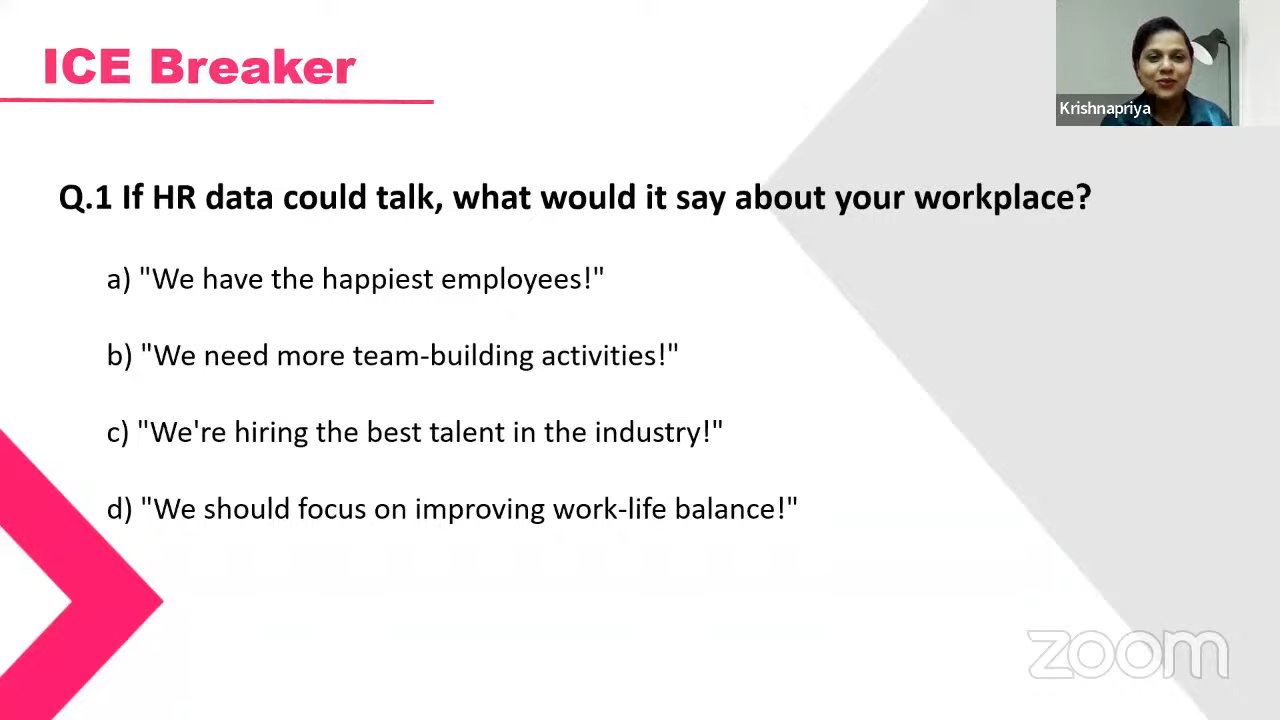 ICE Breaker
Krishnapriya
Q.1 If HR data could talk, what would it say about your workplace?
a) "We have the happiest employees!"
b) "We need more team-building activities!"
c) "We're hiring the best talent in the industry!"
d) "We should focus on improving work-life balance!"
zoom